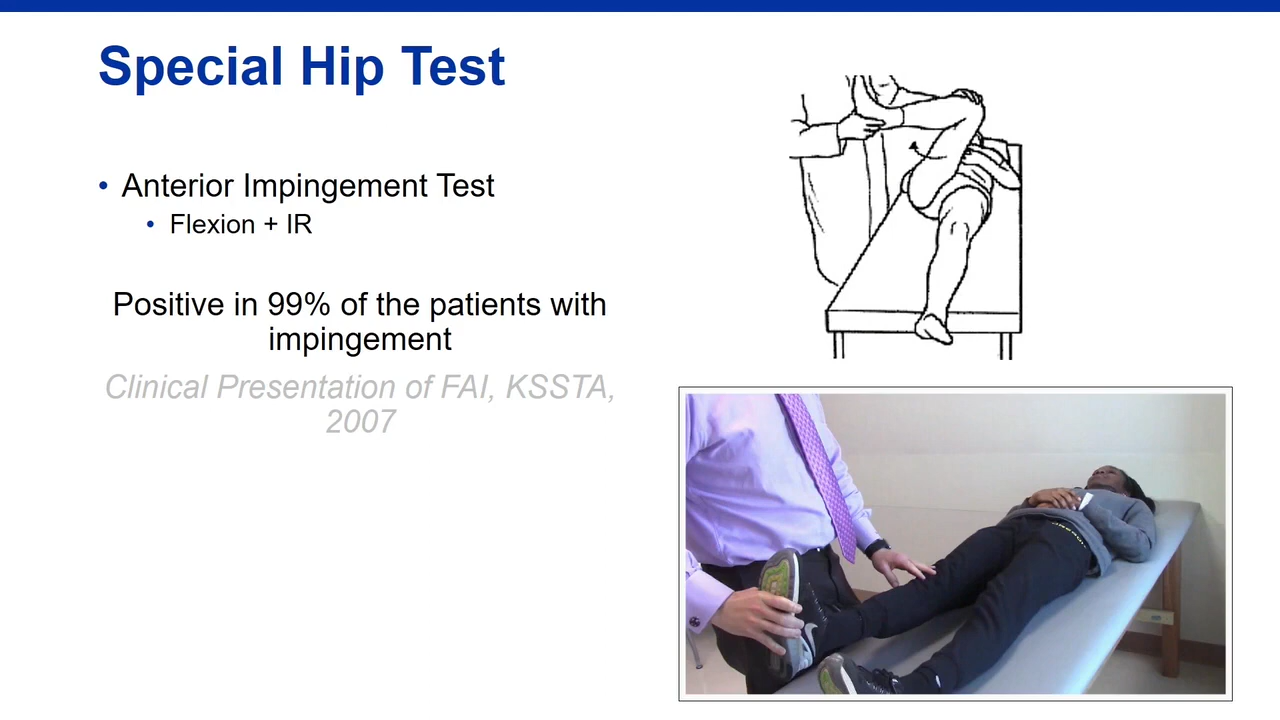 Special Hip Test
• Anterior Impingement Test
• Flexion + IR
Positive in 99% of the patients with
impingement
Clinical Presentation of FAI, KSSTA,
2007